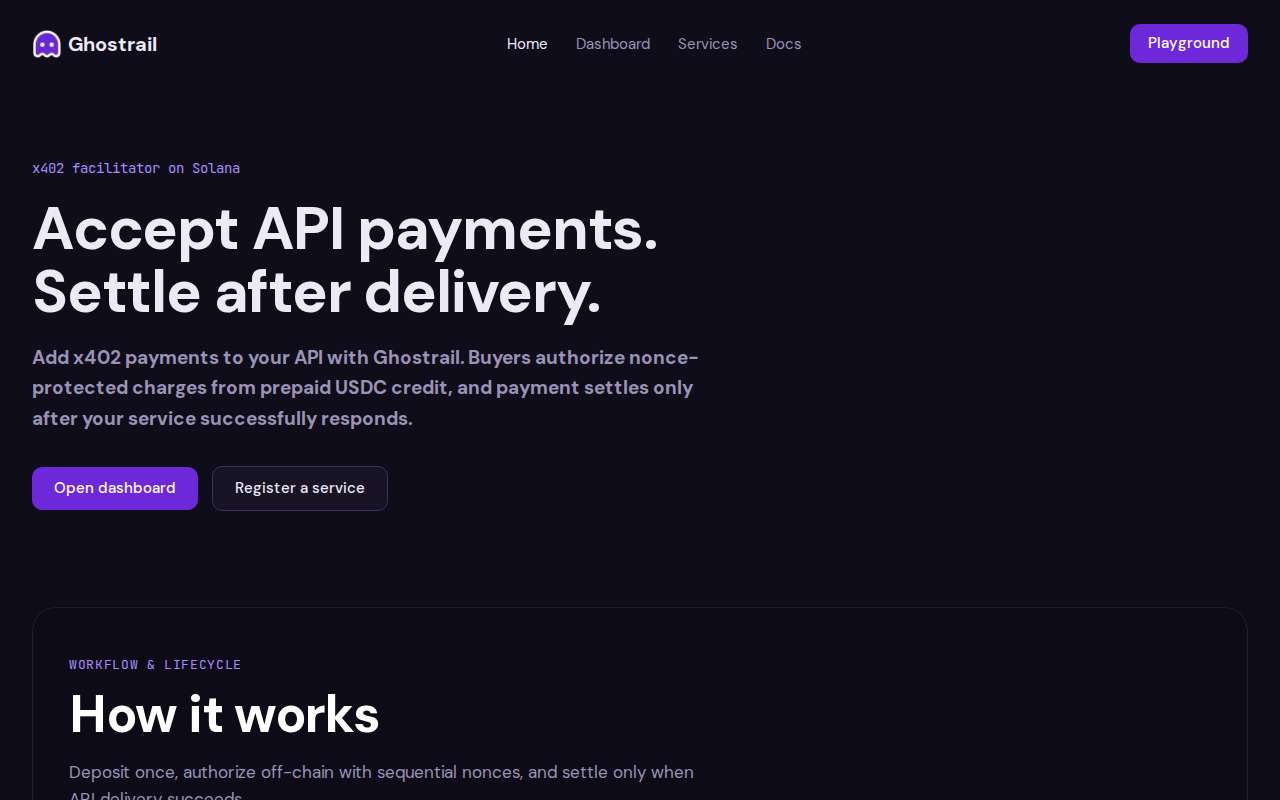 Ghostrail
Home
Dashboard
Services
Docs
Playground
x402 facilitator on Solana
Accept API payments.
Settle after delivery.
Add x402 payments to your API with Ghostrail. Buyers authorize nonce-
protected charges from prepaid USDC credit, and payment settles only
after your service successfully responds.
Open dashboard
Register a service
WORKFLOW & LIFECYCLE
How it works
Deposit once, authorize off-chain with sequential nonces, and settle only when
API delivery succeeds.